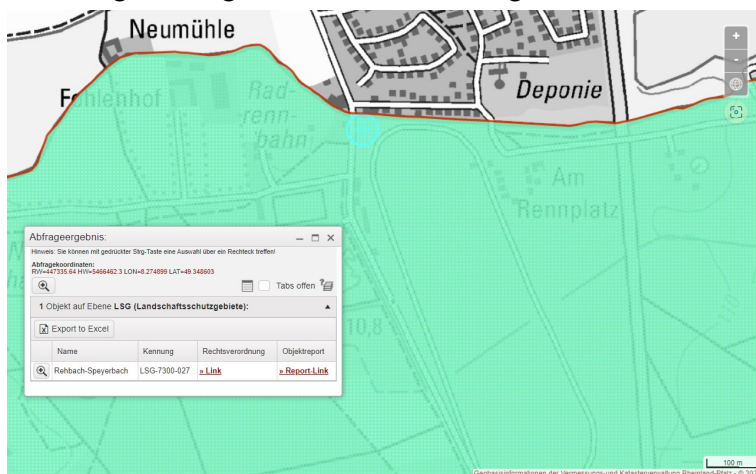 Neumühle
Fohlenhof
Rad-
renn-
bahn
Deponie
Am
Rennplatz
10,8
+
-
Abfrageergebnis:
Hinweis: Sie können mit gedrückter Strg-Taste eine Auswahl über ein Rechteck treffen!
Abfragekoordinaten:
RW=447335.64 HW=5466462.3 LON=8.274899 LAT=49.348603
Tabs offen
1 Objekt auf Ebene LSG (Landschaftsschutzgebiete):
Export to Excel
Name Kennung Rechtsverordnung Objektreport
Rehbach-Speyerbach LSG-7300-027 » Link » Report-Link
100 m
Geobasisinformationen der Vermessungs-und Katasterverwaltung Rheinland-Pfalz - © 202